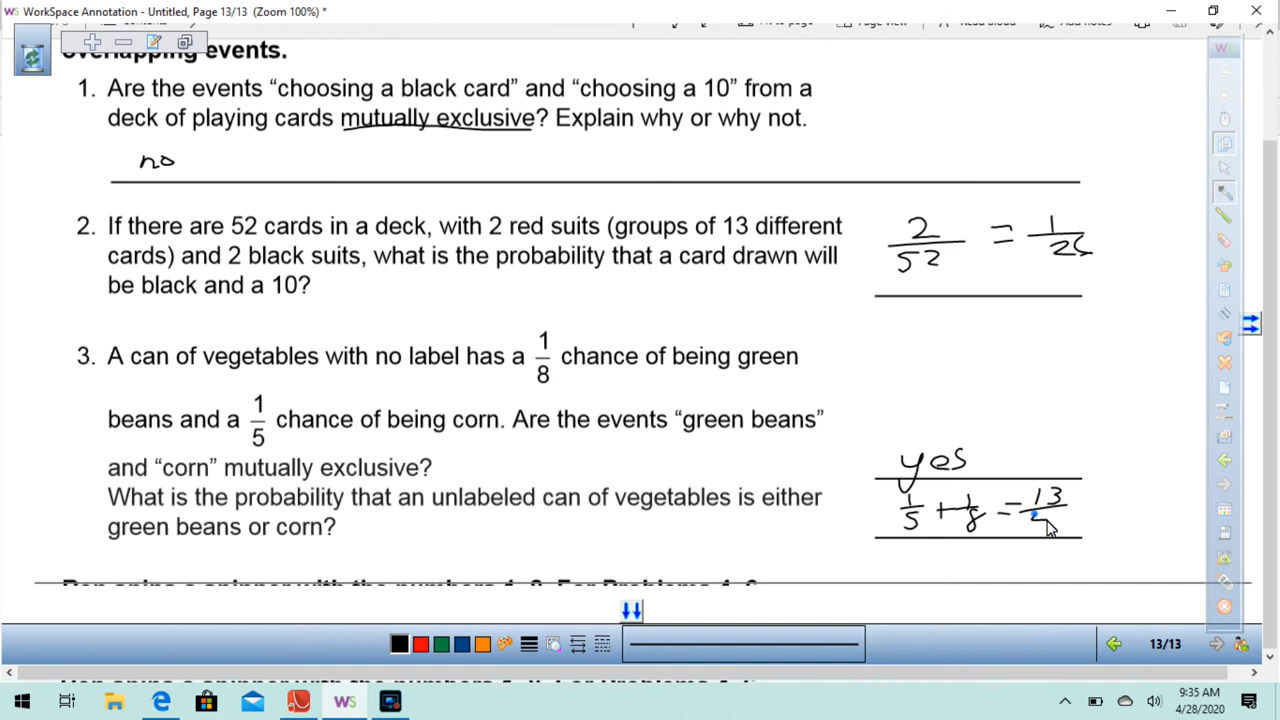 WorkSpace Annotation - Untitled, Page 13/13 (Zoom 100%) *
overlapping events.
1. Are the events “choosing a black card” and “choosing a 10” from a
deck of playing cards mutually exclusive? Explain why or why not.
no
2. If there are 52 cards in a deck, with 2 red suits (groups of 13 different
cards) and 2 black suits, what is the probability that a card drawn will
be black and a 10?
2/52 = 1/26
3. A can of vegetables with no label has a 1/8 chance of being green
beans and a 1/5 chance of being corn. Are the events “green beans”
and “corn” mutually exclusive?
yes
What is the probability that an unlabeled can of vegetables is either
green beans or corn?
1/5 + 1/8 = 13/
13/13
9:35 AM
4/28/2020